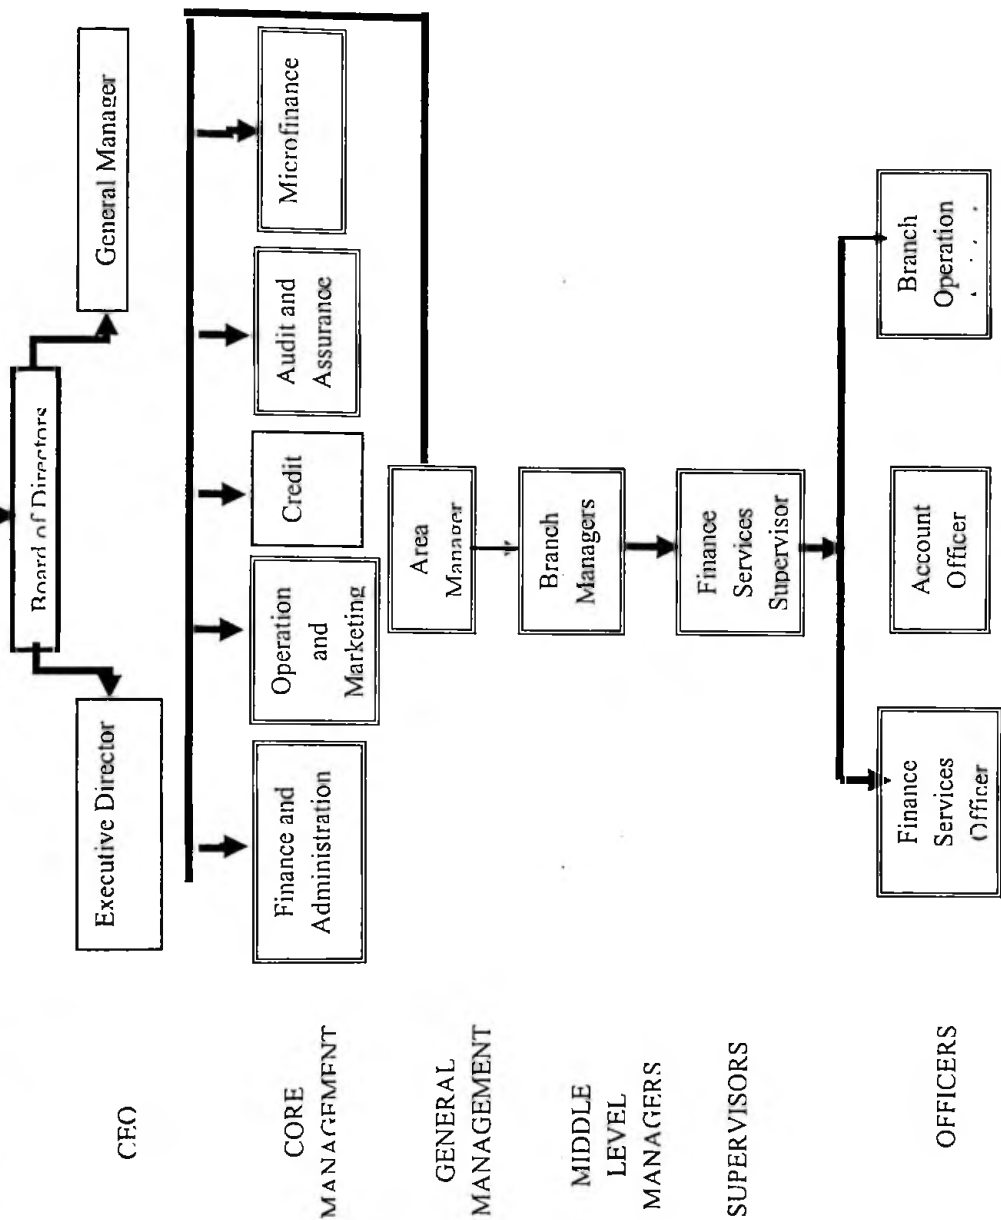 Board of Directors
CEO
Executive Director
General Manager
CORE
MANAGEMENT
Finance and
Administration
Operation
and
Marketing
Credit
Audit and
Assurance
Microfinance
GENERAL
MANAGEMENT
Area
Manager
MIDDLE
LEVEL
MANAGERS
Branch
Managers
SUPERVISORS
Finance
Services
Supervisor
OFFICERS
Finance
Services
Officer
Account
Officer
Branch
Operation